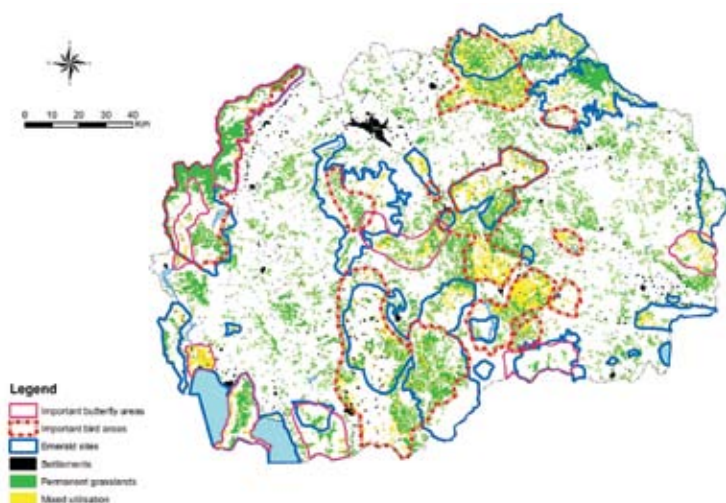 0 10 20 30 40
KM
Legend
Important butterfly areas
Important bird areas
Emerald sites
Settlements
Permanent grasslands
Mixed utilisation